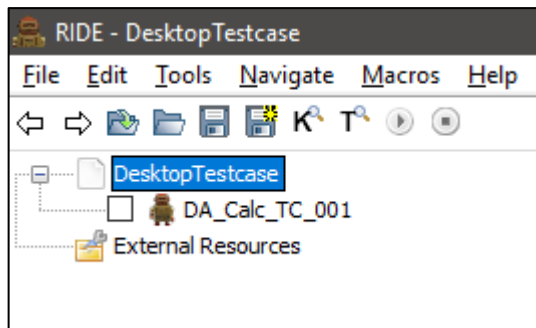 RIDE - DesktopTestcase
File Edit Tools Navigate Macros Help
K T
DesktopTestcase
DA_Calc_TC_001
External Resources